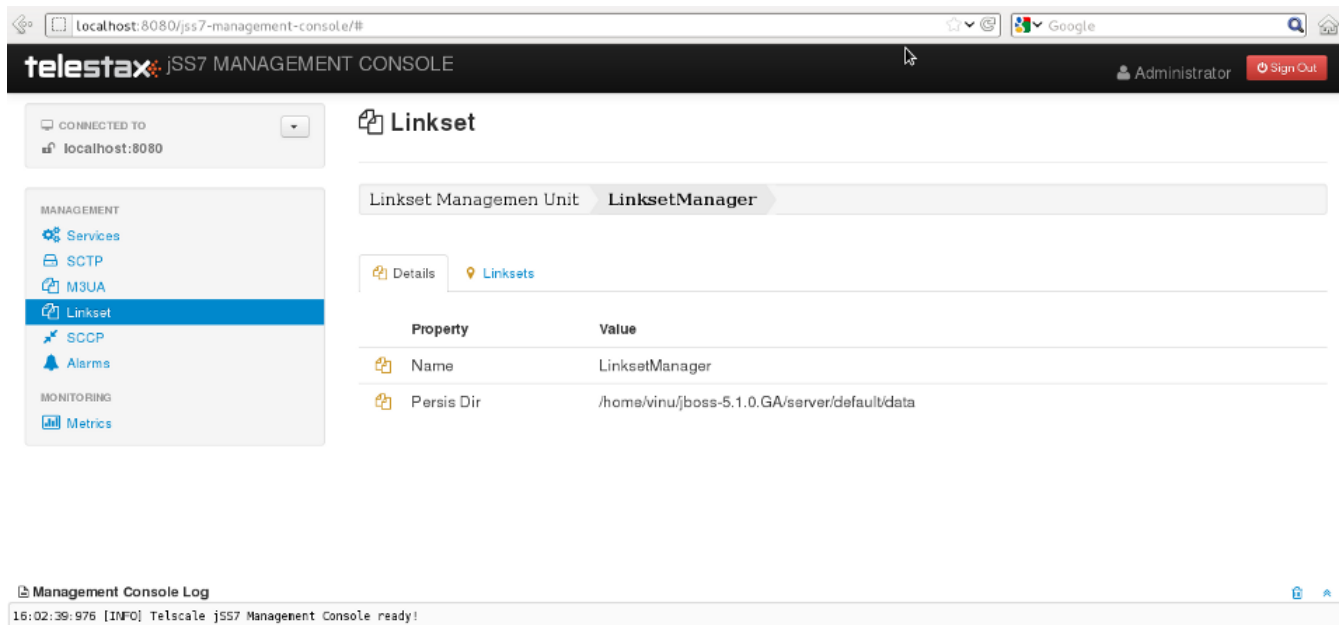 localhost:8080/jss7-management-console/#
Google
telestax jSS7 MANAGEMENT CONSOLE
Administrator
Sign Out
CONNECTED TO
localhost:8080
MANAGEMENT
Services
SCTP
M3UA
Linkset
SCCP
Alarms
MONITORING
Metrics
Linkset
Linkset Managemen Unit LinksetManager
Details Linksets
Property Value
Name LinksetManager
Persis Dir /home/vinu/jboss-5.1.0.GA/server/default/data
Management Console Log
16:02:39:976 [INFO] Telscale jSS7 Management Console ready!